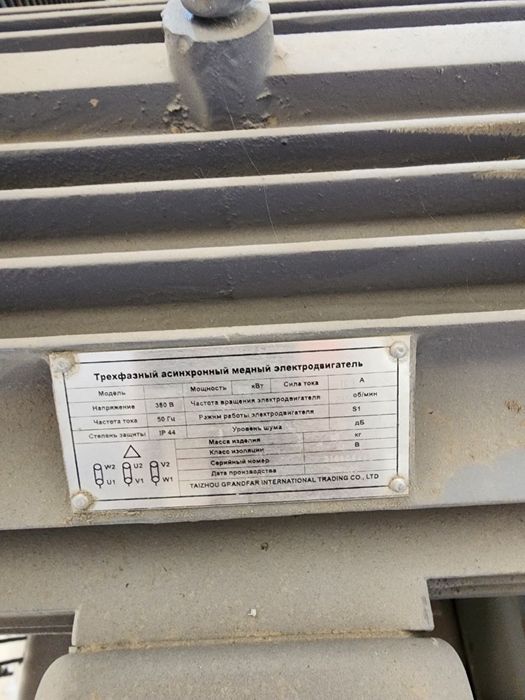 Трехфазный асинхронный медный электродвигатель
Модель Мощность кВт Сила тока А
Напряжение 380 В Частота вращения электродвигателя об/мин
Частота тока 50 Гц Режим работы электродвигателя S1
Степень защиты IP 44 Уровень шума дБ
Масса изделия кг
Класс изоляции В
Серийный номер
Дата производства
W2 U2 V2
U1 V1 W1
TAIZHOU GRANDFAR INTERNATIONAL TRADING CO., LTD